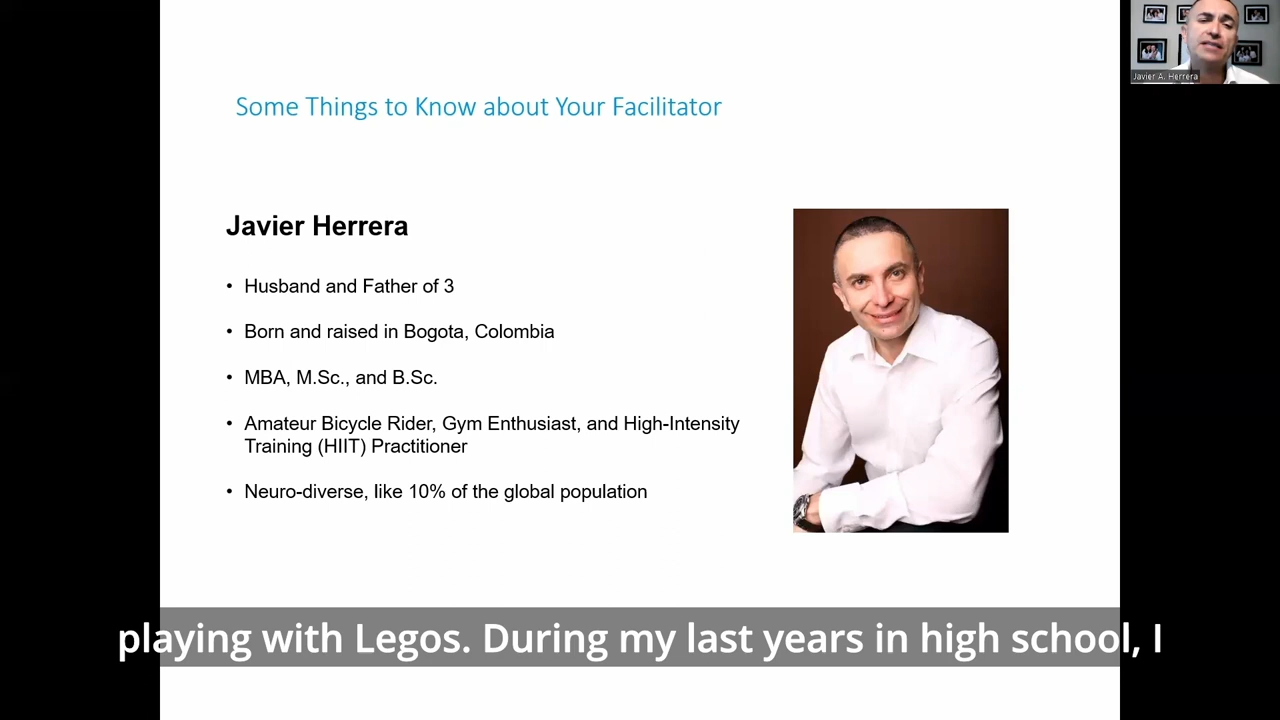 Javier A. Herrera
Some Things to Know about Your Facilitator
Javier Herrera
• Husband and Father of 3
• Born and raised in Bogota, Colombia
• MBA, M.Sc., and B.Sc.
• Amateur Bicycle Rider, Gym Enthusiast, and High-Intensity
Training (HIIT) Practitioner
• Neuro-diverse, like 10% of the global population
playing with Legos. During my last years in high school, I